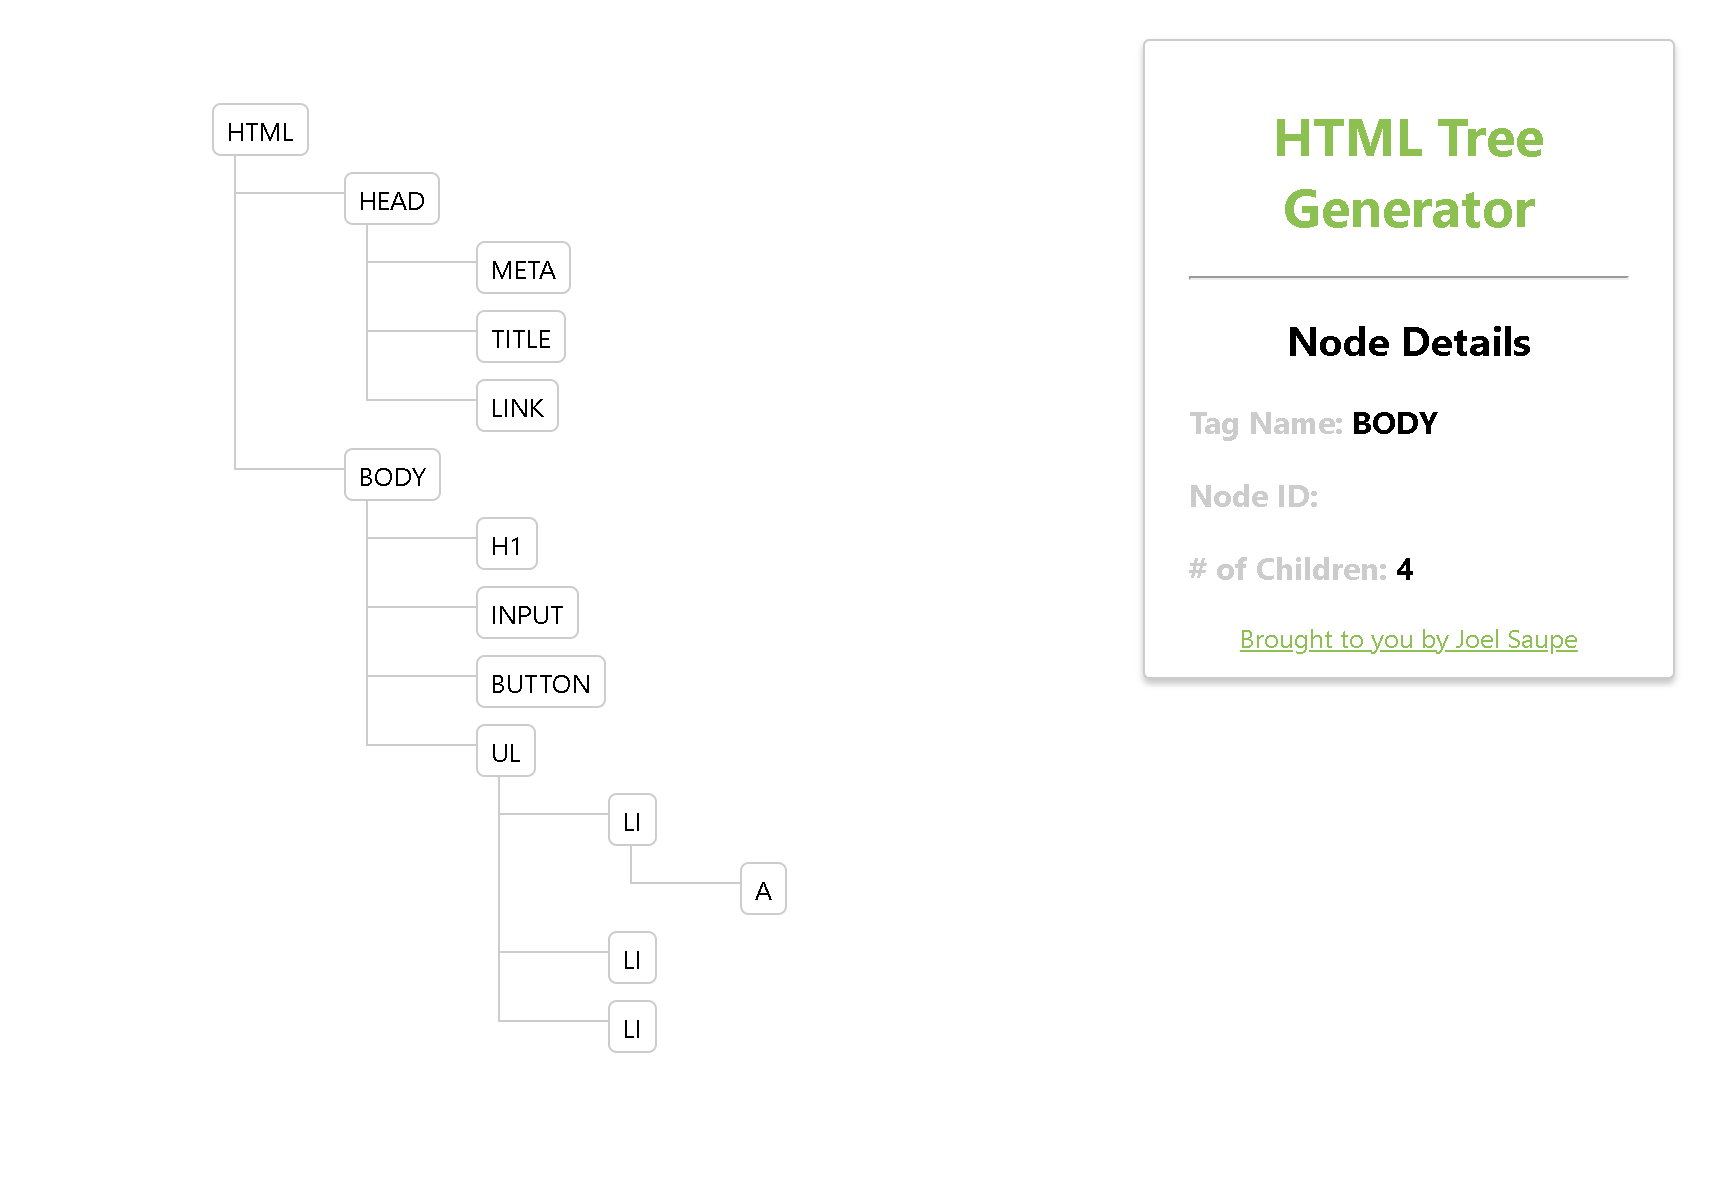 HTML
HEAD
META
TITLE
LINK
BODY
H1
INPUT
BUTTON
UL
LI
A
LI
LI
HTML Tree
Generator
Node Details
Tag Name: BODY
Node ID:
# of Children: 4
Brought to you by Joel Saupe